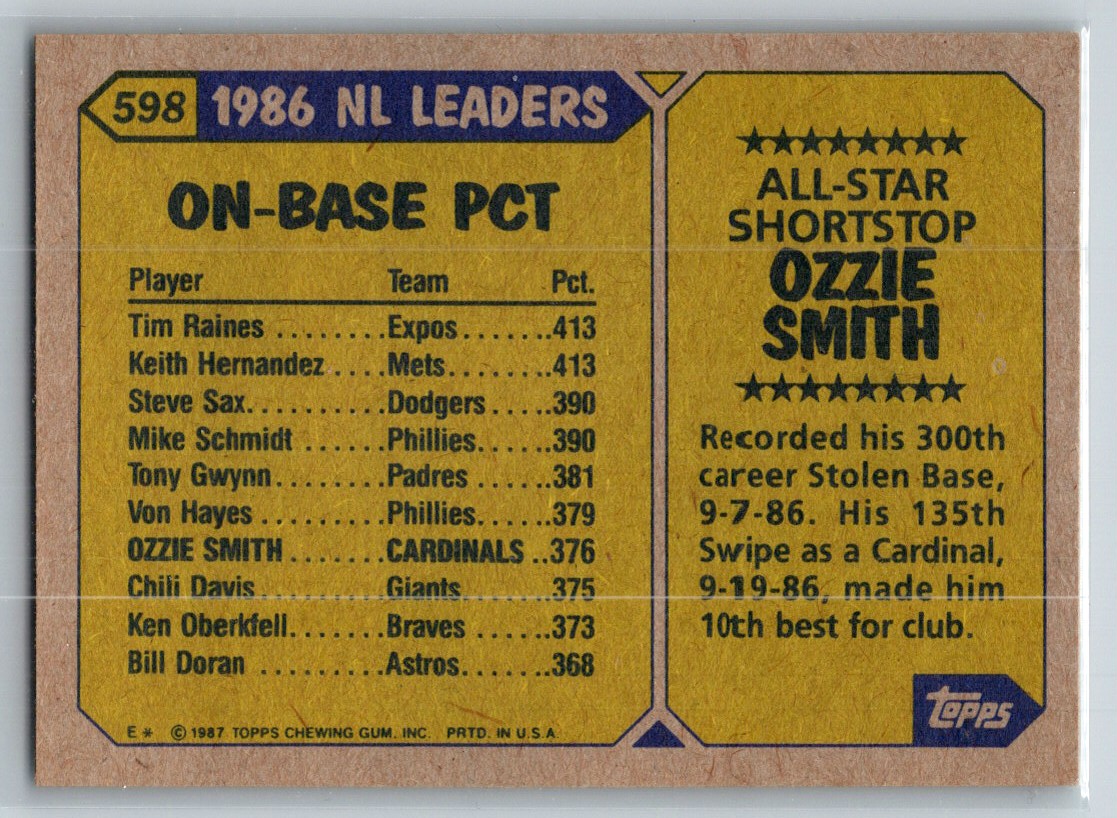 598 1986 NL LEADERS
ON-BASE PCT
Player Team Pct.
Tim Raines ........Expos.......413
Keith Hernandez....Mets........413
Steve Sax..........Dodgers.....390
Mike Schmidt ......Phillies.....390
Tony Gwynn........Padres ......381
Von Hayes .........Phillies......379
OZZIE SMITH .......CARDINALS ..376
Chili Davis.........Giants.......375
Ken Oberkfell.......Braves ......373
Bill Doran .........Astros.......368
E* ©1987 TOPPS CHEWING GUM, INC. PRTD. IN U.S.A.
ALL-STAR
SHORTSTOP
OZZIE
SMITH
Recorded his 300th
career Stolen Base,
9-7-86. His 135th
Swipe as a Cardinal,
9-19-86, made him
10th best for club.
Topps